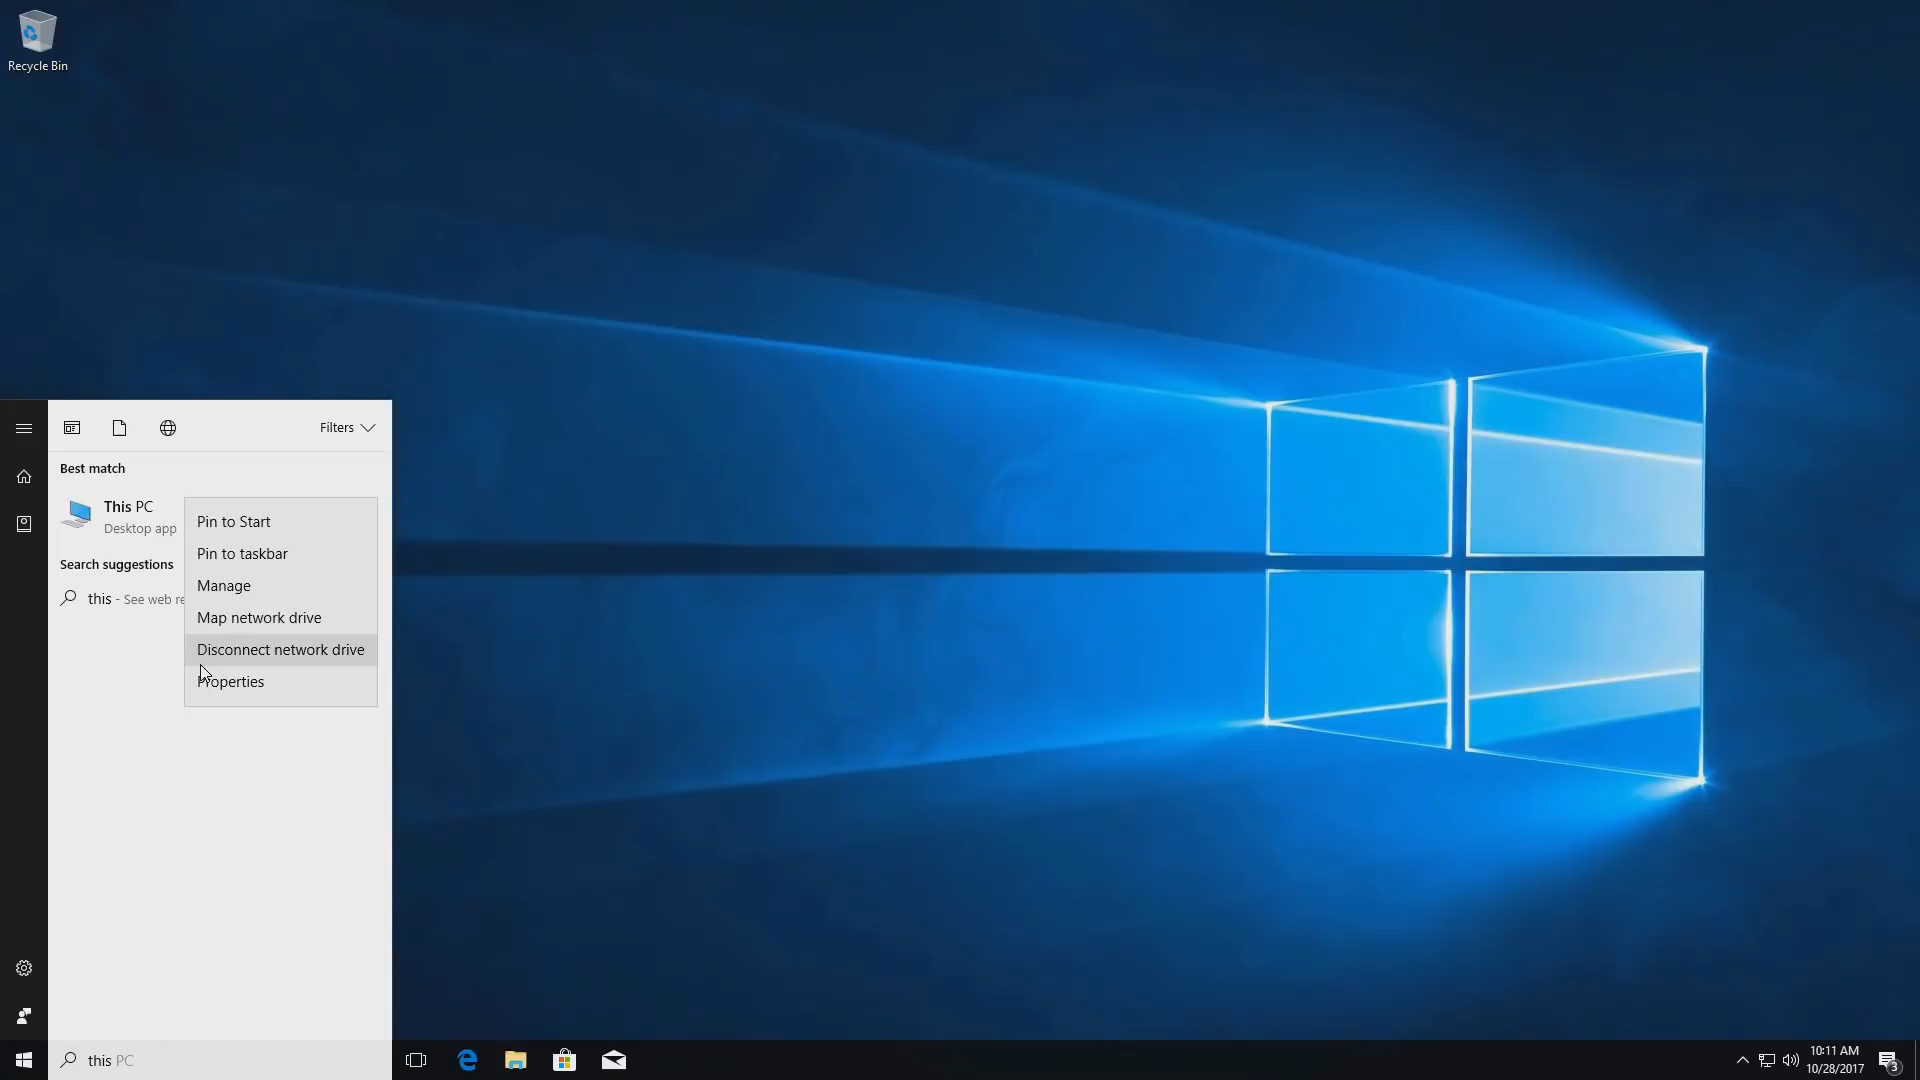 Recycle Bin
Filters
Best match
This PC
Desktop app
Search suggestions
this - See web re
Pin to Start
Pin to taskbar
Manage
Map network drive
Disconnect network drive
Properties
this PC
10:11 AM
10/28/2017
3